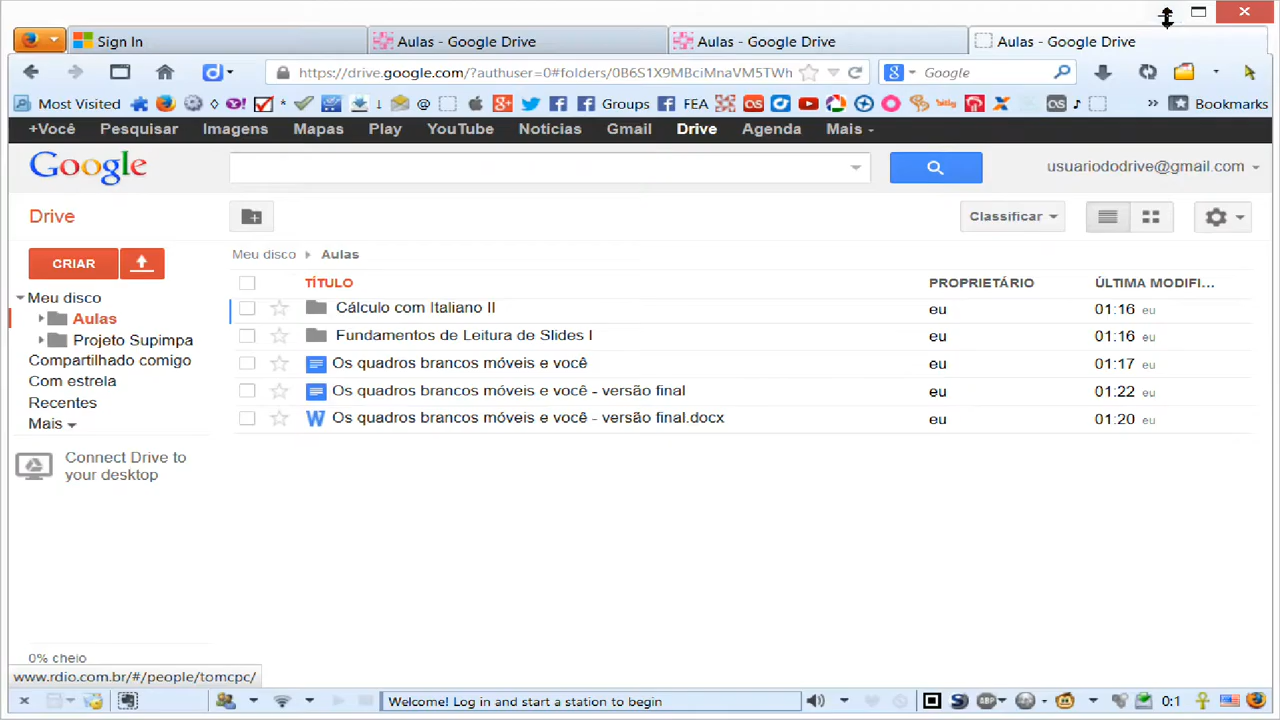 Sign In
Aulas - Google Drive
Aulas - Google Drive
Aulas - Google Drive
https://drive.google.com/?authuser=0#folders/0B6S1X9MBciMnaVM5TWh
Google
Most Visited
Groups
FEA
Bookmarks
+Você Pesquisar Imagens Mapas Play YouTube Notícias Gmail Drive Agenda Mais
Google
usuariododrive@gmail.com
Drive
Classificar
CRIAR
Meu disco Aulas
TÍTULO PROPRIETÁRIO ÚLTIMA MODIFI...
Meu disco
Aulas
Projeto Supimpa
Compartilhado comigo
Com estrela
Recentes
Mais
Connect Drive to
your desktop
Cálculo com Italiano II eu 01:16 eu
Fundamentos de Leitura de Slides I eu 01:16 eu
Os quadros brancos móveis e você eu 01:17 eu
Os quadros brancos móveis e você - versão final eu 01:22 eu
Os quadros brancos móveis e você - versão final.docx eu 01:20 eu
0% cheio
www.rdio.com.br/#/people/tomcpc/
Welcome! Log in and start a station to begin
0:1